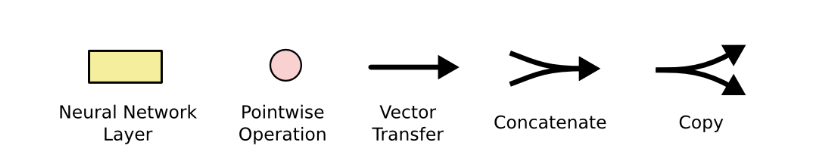 Neural Network
Layer
Pointwise
Operation
Vector
Transfer
Concatenate
Copy